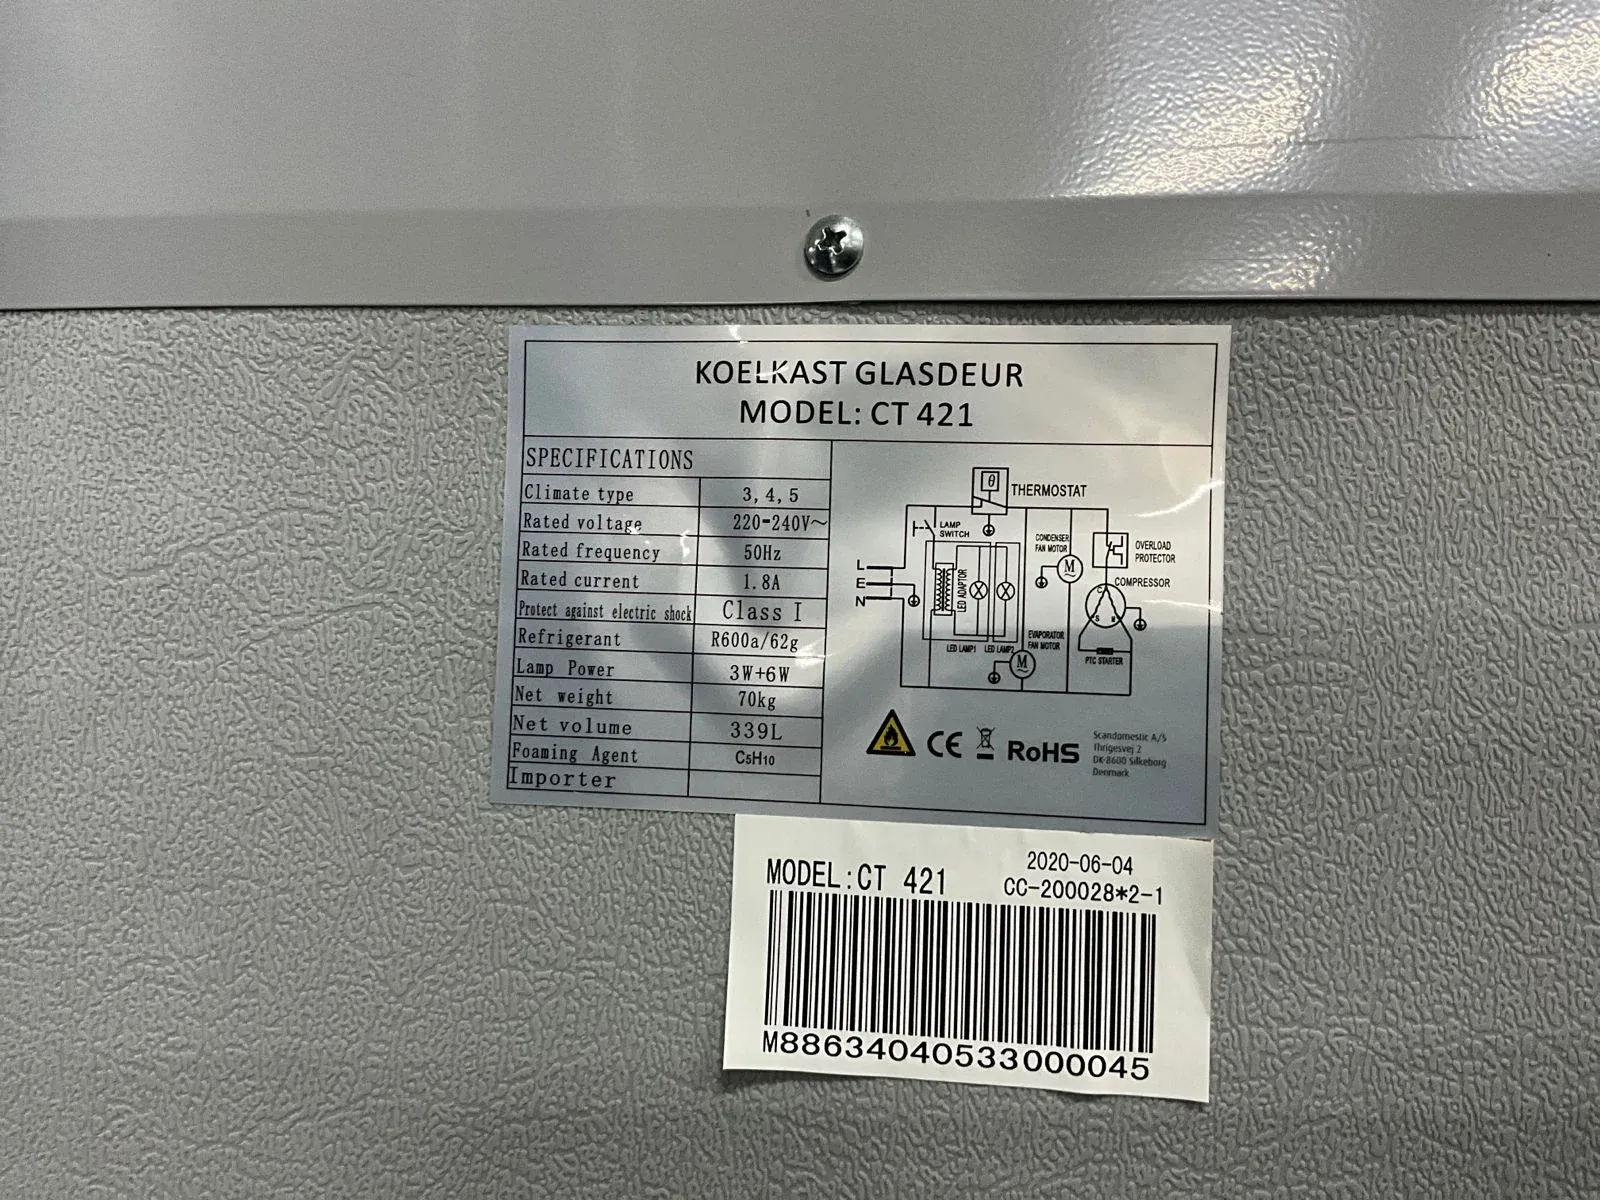 KOELKAST GLASDEUR
MODEL: CT 421
SPECIFICATIONS
Climate type 3, 4, 5
Rated voltage 220-240V~
Rated frequency 50Hz
Rated current 1.8A
Protect against electric shock Class I
Refrigerant R600a/62g
Lamp Power 3W+6W
Net weight 70kg
Net volume 339L
Foaming Agent C5H10
Importer
θ
THERMOSTAT
LAMP
SWITCH
CONDENSER
FAN MOTOR
OVERLOAD
PROTECTOR
L
E
N
LED ADAPTOR
M
~
COMPRESSOR
C
S
M
EVAPORATOR
FAN MOTOR
LED LAMP1
LED LAMP2
M
~
PTC STARTER
CE
RoHS
Scandomestic A/S
Thrigesvej 2
DK-8600 Silkeborg
Denmark
MODEL:CT 421
2020-06-04
CC-200028*2-1
M88634040533000045